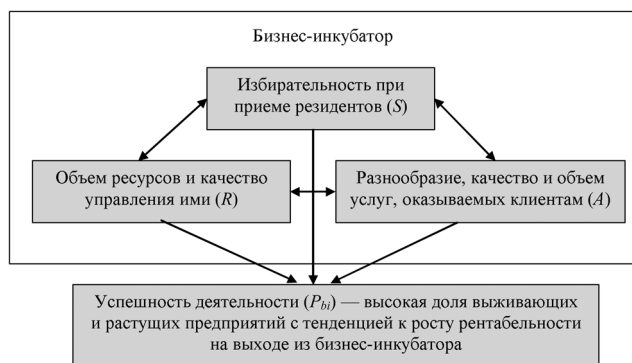 Бизнес-инкубатор
Избирательность при
приеме резидентов (S)
Объем ресурсов и качество
управления ими (R)
Разнообразие, качество и объем
услуг, оказываемых клиентам (A)
Успешность деятельности (Pbi) — высокая доля выживающих
и растущих предприятий с тенденцией к росту рентабельности
на выходе из бизнес-инкубатора